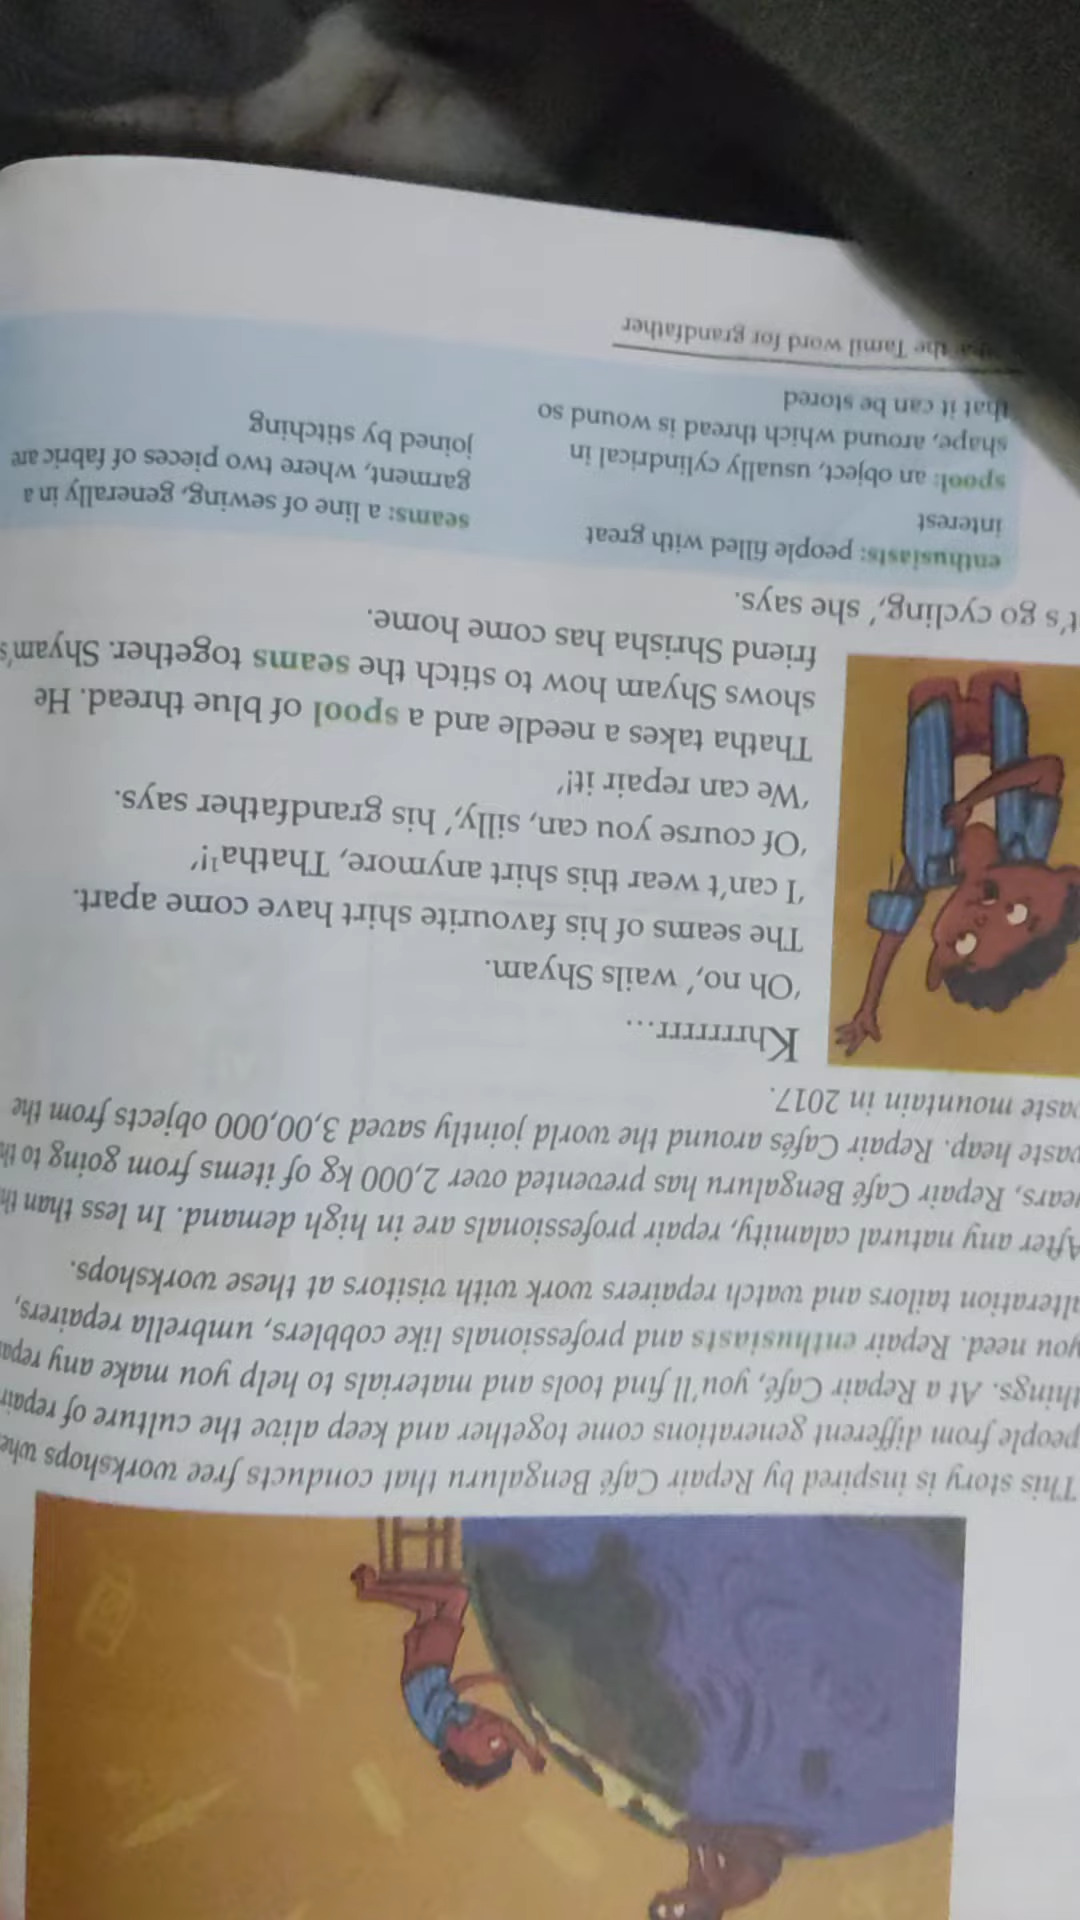 This story is inspired by Repair Café Bengaluru that conducts free workshops
people from different generations come together and keep alive the culture of
things. At a Repair Café, you'll find tools and materials to help you make any
you need. Repair enthusiasts and professionals like cobblers, umbrella repairers,
alteration tailors and watch repairers work with visitors at these workshops.
After any natural calamity, repair professionals are in high demand. In less than
Repair Café Bengaluru has prevented over 2,000 kg of items from going to
heap. Repair Cafés around the world jointly saved 3,00,000 objects from the
mountain in 2017.
Khrrrrrrr...
'Oh no,' wails Shyam.
The seams of his favourite shirt have come apart.
'I can't wear this shirt anymore, Thatha¹!'
'Of course you can, silly,' his grandfather says.
'We can repair it!'
Thatha takes a needle and a spool of blue thread. He
shows Shyam how to stitch the seams together. Shyam's
friend Shrisha has come home.
go cycling,' she says.
enthusiasts: people filled with great
interest
spool: an object, usually cylindrical in
shape, around which thread is wound so
that it can be stored
seams: a line of sewing, generally in a
garment, where two pieces of fabric are
joined by stitching
the Tamil word for grandfather